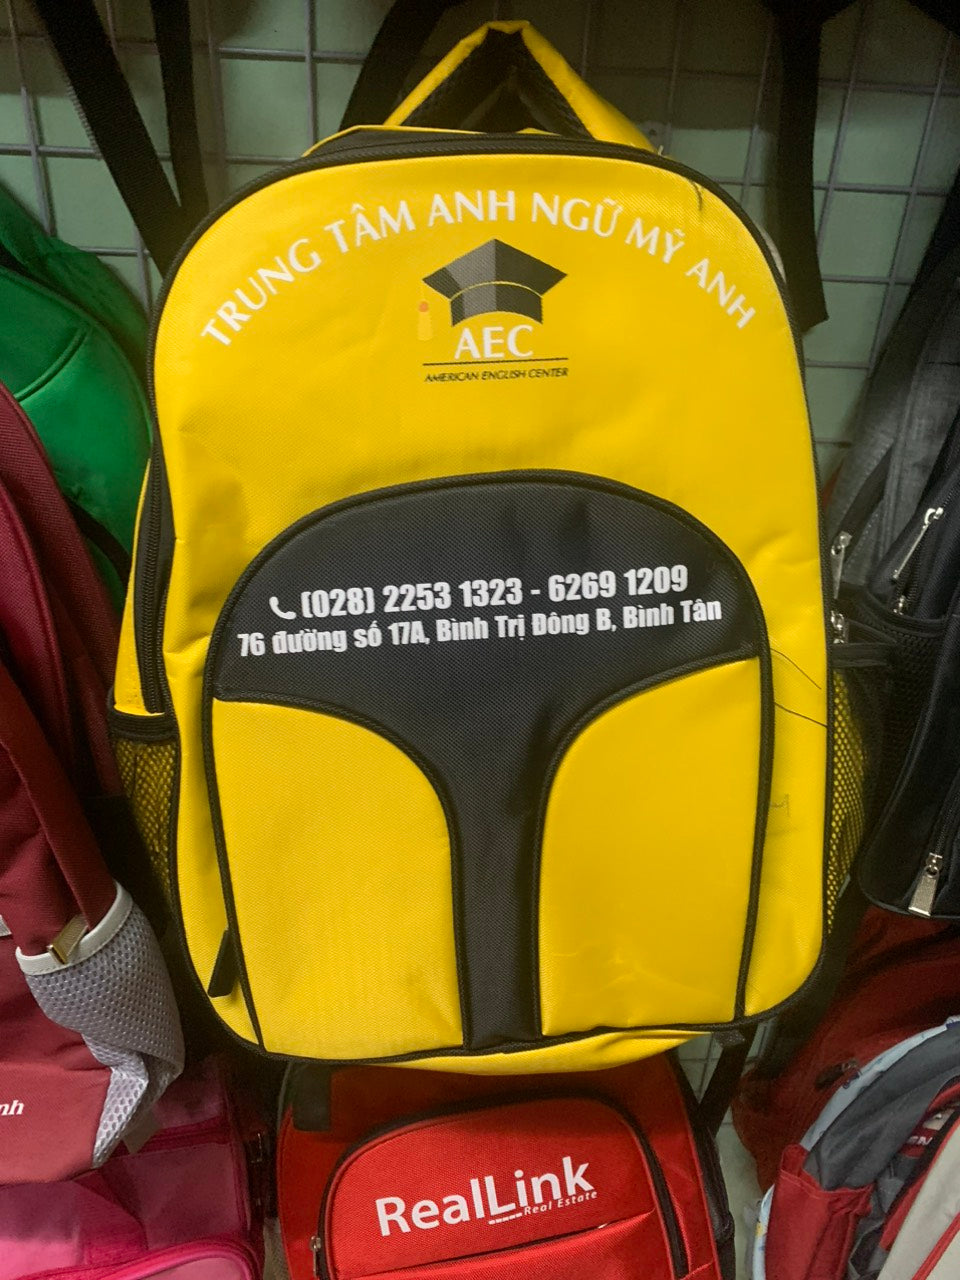 TRUNG TÂM ANH NGỮ MỸ ANH
AEC
AMERICAN ENGLISH CENTER
(028) 2253 1323 - 6269 1209
76 đường số 17A, Bình Trị Đông B, Bình Tân
RealLink
Real Estate